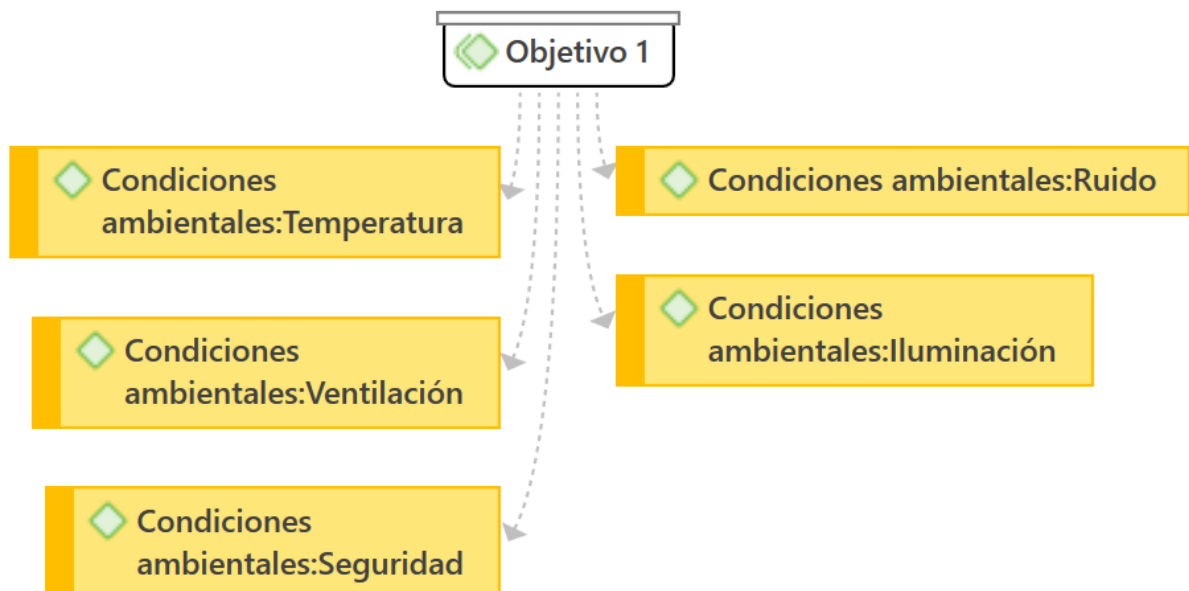 Objetivo 1
Condiciones
ambientales:Temperatura
Condiciones ambientales:Ruido
Condiciones
ambientales:Iluminación
Condiciones
ambientales:Ventilación
Condiciones
ambientales:Seguridad